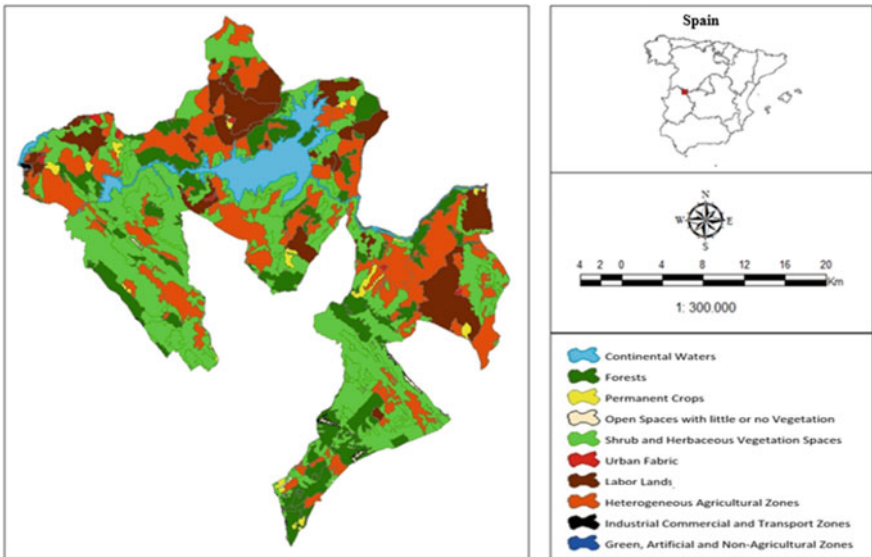 Spain
N
W E
S
4 2 0 4 8 12 16 20
Km
1: 300.000
Continental Waters
Forests
Permanent Crops
Open Spaces with little or no Vegetation
Shrub and Herbaceous Vegetation Spaces
Urban Fabric
Labor Lands
Heterogeneous Agricultural Zones
Industrial Commercial and Transport Zones
Green, Artificial and Non-Agricultural Zones